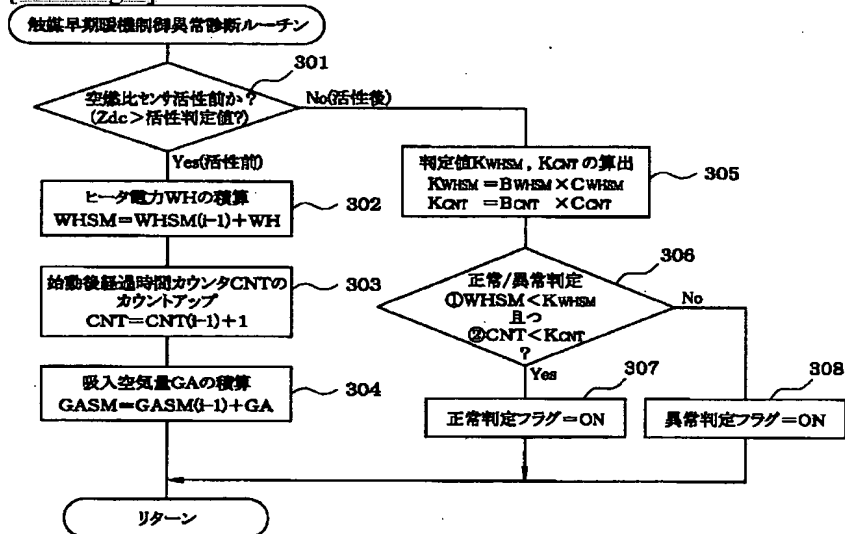 触媒早期暖機制御異常診断ルーチン
301
空燃比センサ活性前か?
(Zdc>活性判定値?)
No(活性後)
Yes(活性前)
ヒータ電力WHの積算
WHSM=WHSM(i-1)+WH
302
始動後経過時間カウンタCNTの
カウントアップ
CNT=CNT(i-1)+1
303
吸入空気量GAの積算
GASM=GASM(i-1)+GA
304
判定値KWHSM, KCNTの算出
KWHSM=BWHSM×CWHSM
KCNT =BCNT ×CCNT
305
306
正常/異常判定
①WHSM<KWHSM
且つ
②CNT<KCNT
?
No
Yes
307
正常判定フラグ=ON
308
異常判定フラグ=ON
リターン